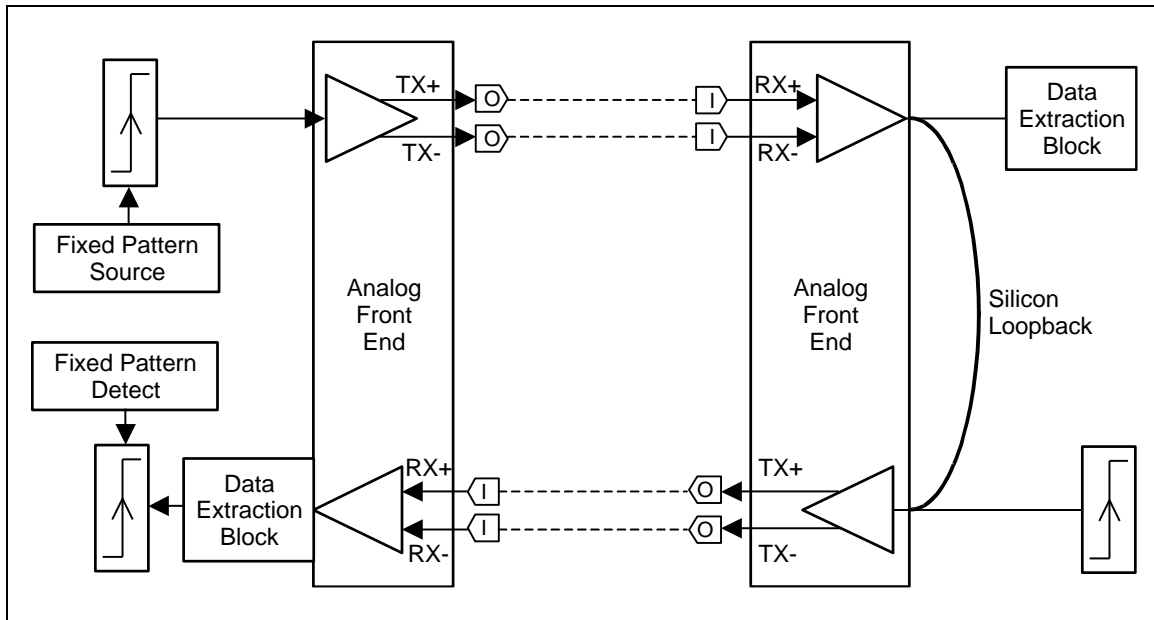 TX+
O
I
RX+
TX-
O
I
RX-
Data
Extraction
Block
Fixed Pattern
Source
Analog
Front
End
Analog
Front
End
Silicon
Loopback
Fixed Pattern
Detect
Data
Extraction
Block
RX+
I
O
TX+
RX-
I
O
TX-